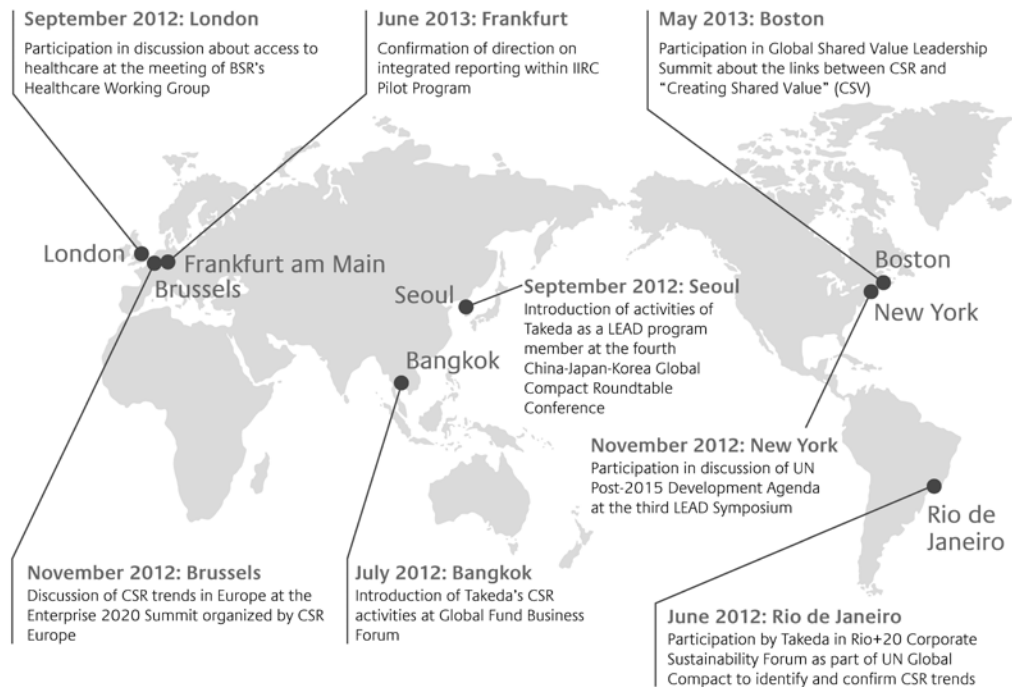 September 2012: London
Participation in discussion about access to
healthcare at the meeting of BSR's
Healthcare Working Group
June 2013: Frankfurt
Confirmation of direction on
integrated reporting within IIRC
Pilot Program
May 2013: Boston
Participation in Global Shared Value Leadership
Summit about the links between CSR and
“Creating Shared Value” (CSV)
London
Frankfurt am Main
Brussels
Seoul
Bangkok
September 2012: Seoul
Introduction of activities of
Takeda as a LEAD program
member at the fourth
China-Japan-Korea Global
Compact Roundtable
Conference
Boston
New York
November 2012: New York
Participation in discussion of UN
Post-2015 Development Agenda
at the third LEAD Symposium
Rio de
Janeiro
November 2012: Brussels
Discussion of CSR trends in Europe at the
Enterprise 2020 Summit organized by CSR
Europe
July 2012: Bangkok
Introduction of Takeda's CSR
activities at Global Fund Business
Forum
June 2012: Rio de Janeiro
Participation by Takeda in Rio+20 Corporate
Sustainability Forum as part of UN Global
Compact to identify and confirm CSR trends